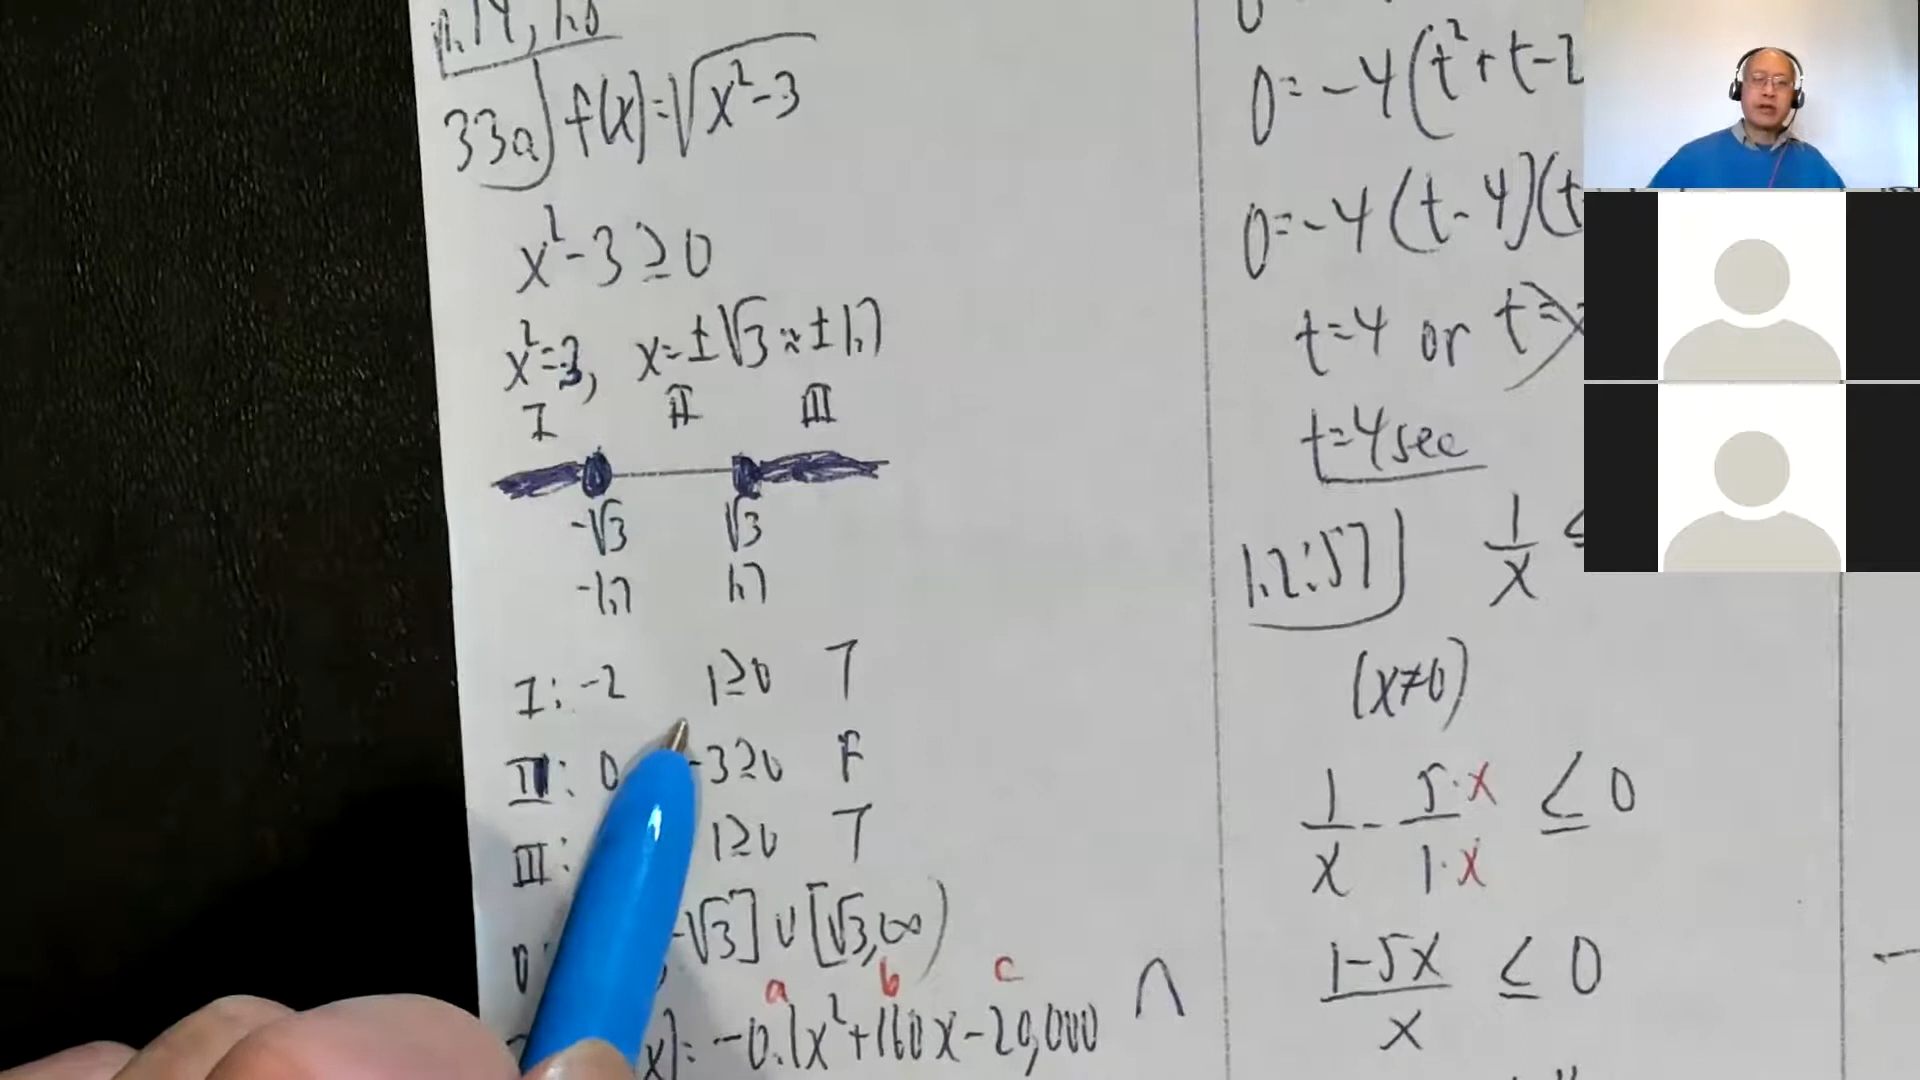 33a) f(x)=√x²-3
x²-3≥0
x²=3, x=±√3≈±1.7
I II III
-√3 √3
-1.7 1.7
I: -2 1≥0 T
II: 0 -3≥0 F
III: 1≥0 T
-√3] ∪ [√3,∞)
a b c
x)=-0.1x²+160x-20,000
0=-4(t²+t-2
0=-4(t-4)(t
t=4 or t=
t=4sec
1.2:57) 1/x ≤
(x≠0)
1/x - 5·x/1·x ≤ 0
1-5x/x ≤ 0